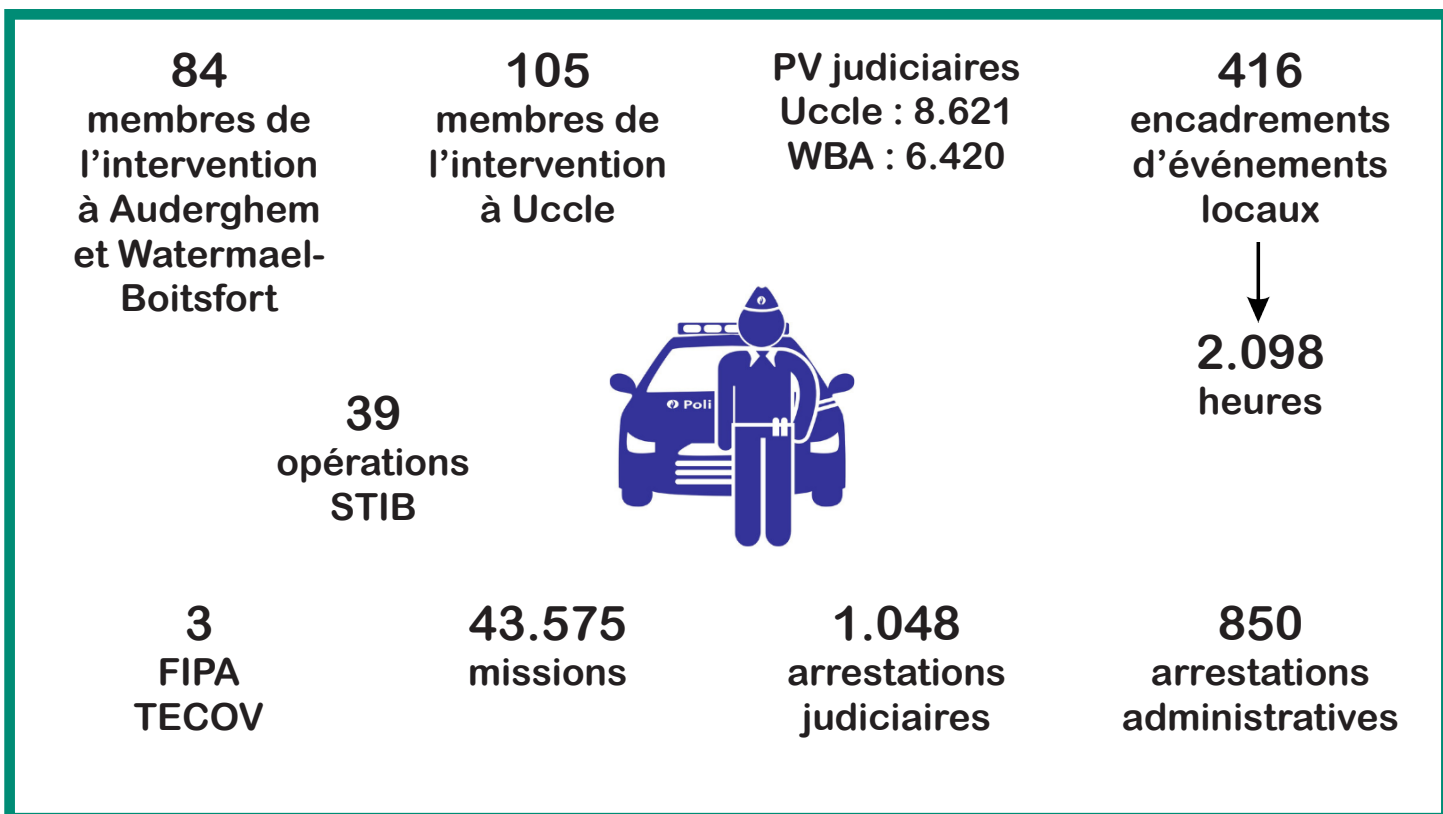 84
membres de
l’intervention
à Auderghem
et Watermael-
Boitsfort
105
membres de
l’intervention
à Uccle
PV judiciaires
Uccle : 8.621
WBA : 6.420
416
encadrements
d’événements
locaux
2.098
heures
39
opérations
STIB
Poli
3
FIPA
TECOV
43.575
missions
1.048
arrestations
judiciaires
850
arrestations
administratives